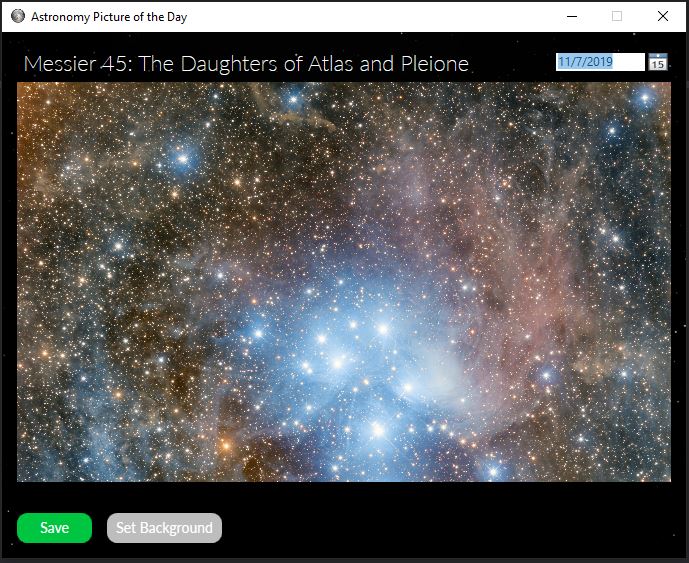 Astronomy Picture of the Day
Messier 45: The Daughters of Atlas and Pleione
11/7/2019
15
Save
Set Background